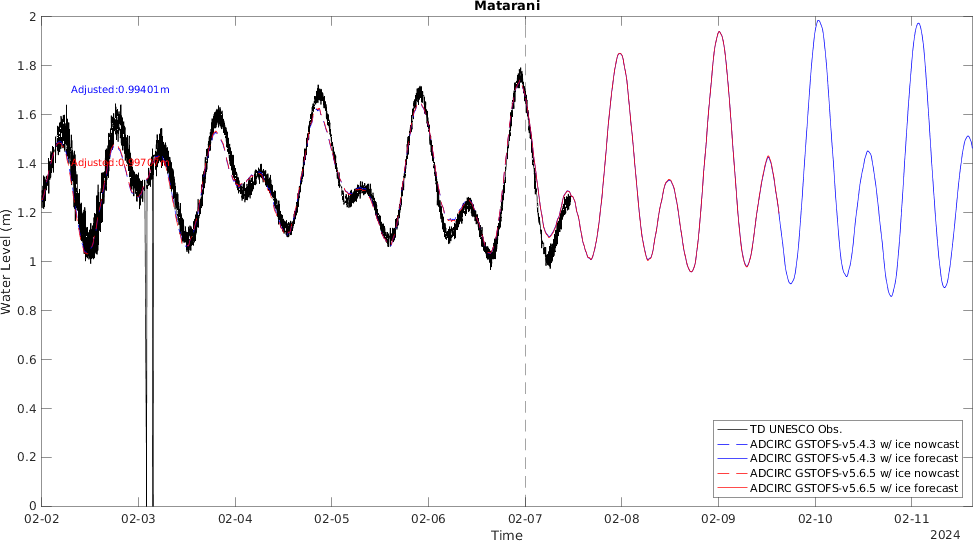 Matarani
2
1.8
1.6
1.4
1.2
1
0.8
0.6
0.4
0.2
0
Water Level (m)
Adjusted:0.99401m
TD UNESCO Obs.
ADCIRC GSTOFS-v5.4.3 w/ ice nowcast
ADCIRC GSTOFS-v5.4.3 w/ ice forecast
ADCIRC GSTOFS-v5.6.5 w/ ice nowcast
ADCIRC GSTOFS-v5.6.5 w/ ice forecast
02-02 02-03 02-04 02-05 02-06 02-07 02-08 02-09 02-10 02-11
Time
2024